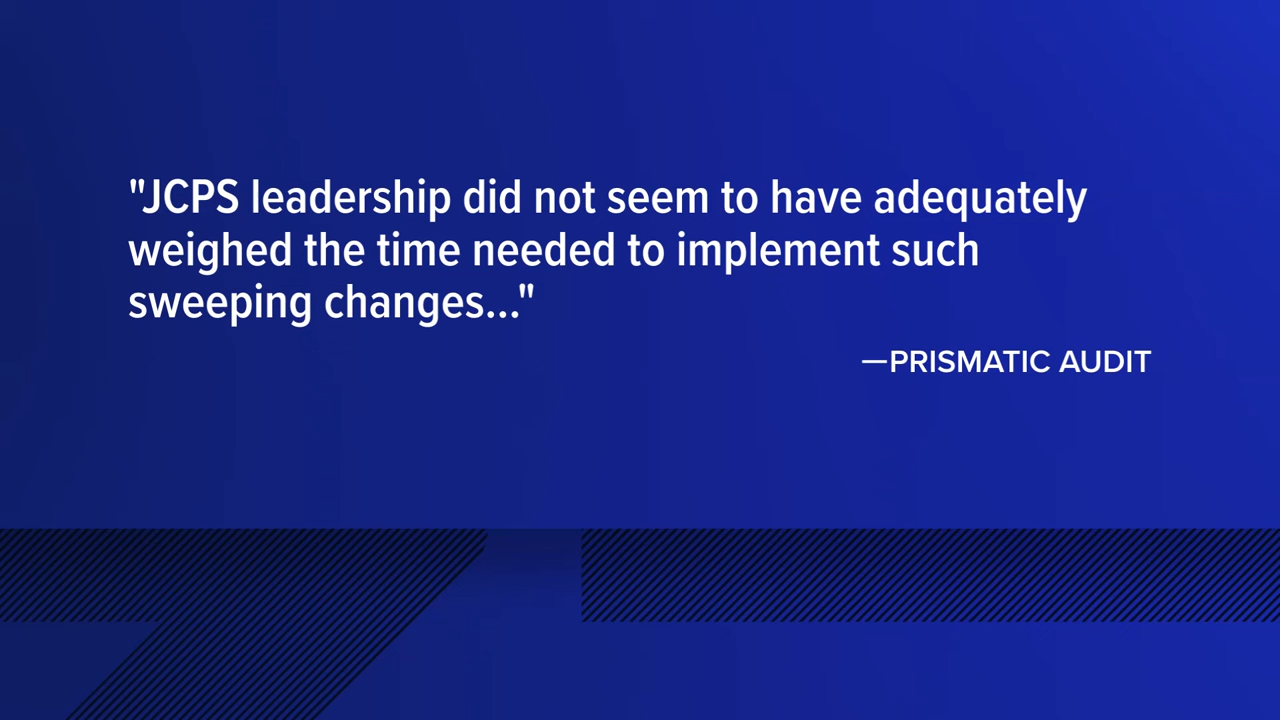 "JCPS leadership did not seem to have adequately
weighed the time needed to implement such
sweeping changes..."
—PRISMATIC AUDIT